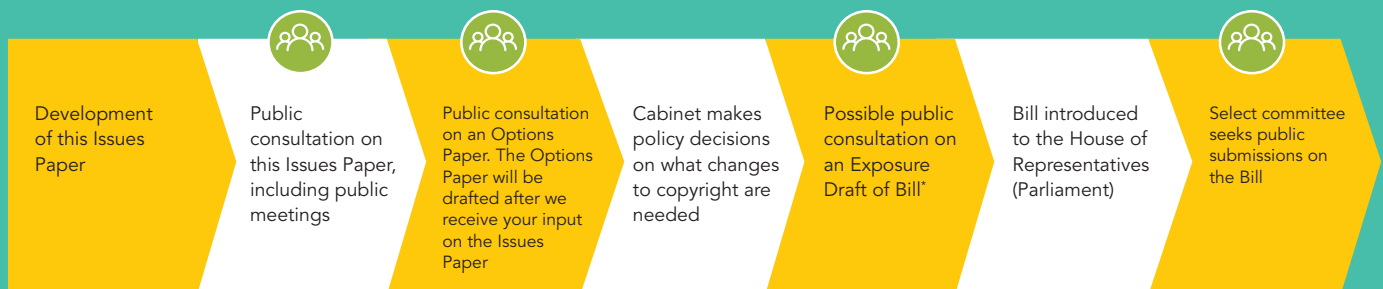 Development
of this Issues
Paper
Public
consultation on
this Issues Paper,
including public
meetings
Public consultation
on an Options
Paper. The Options
Paper will be
drafted after we
receive your input
on the Issues
Paper
Cabinet makes
policy decisions
on what changes
to copyright are
needed
Possible public
consultation on
an Exposure
Draft of Bill*
Bill introduced
to the House of
Representatives
(Parliament)
Select committee
seeks public
submissions on
the Bill